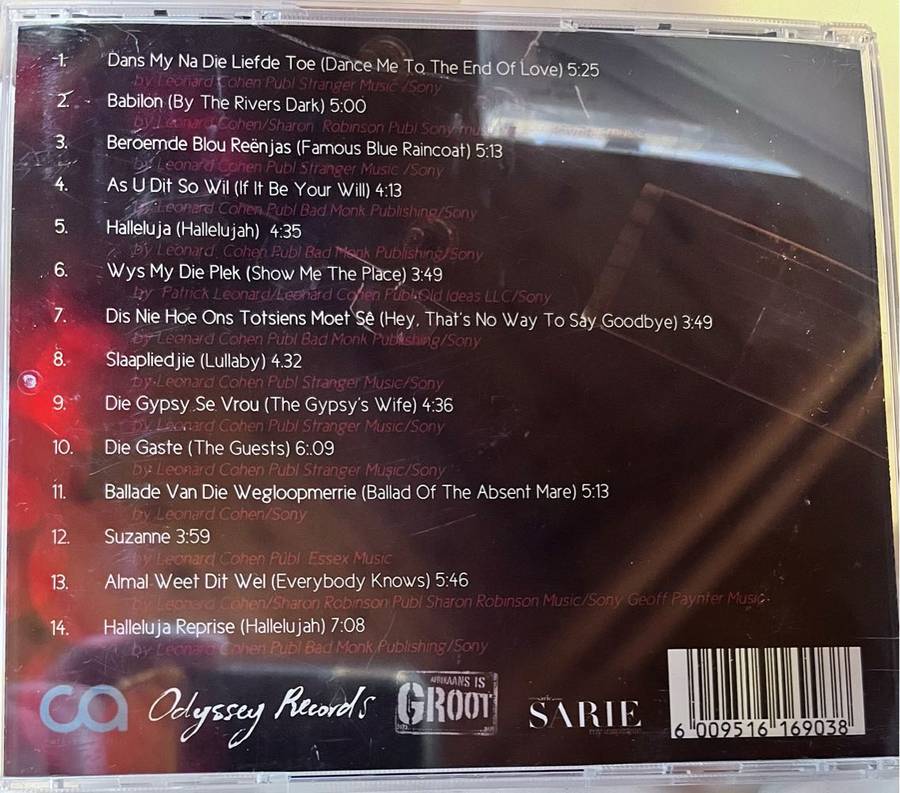 1. Dans My Na Die Liefde Toe (Dance Me To The End Of Love) 5:25
by Leonard Cohen Publ Stranger Music /Sony
2. Babilon (By The Rivers Dark) 5:00
by Leonard Cohen/Sharon Robinson Publ Sony
3. Beroemde Blou Reënjas (Famous Blue Raincoat) 5:13
by Leonard Cohen Publ Stranger Music /Sony
4. As U Dit So Wil (If It Be Your Will) 4:13
by Leonard Cohen Publ Bad Monk Publishing/Sony
5. Halleluja (Hallelujah) 4:35
by Leonard Cohen Publ Bad Monk Publishing/Sony
6. Wys My Die Plek (Show Me The Place) 3:49
by Patrick Leonard/Leonard Cohen Publ Old Ideas LLC/Sony
7. Dis Nie Hoe Ons Totsiens Moet Sê (Hey, That's No Way To Say Goodbye) 3:49
by Leonard Cohen Publ Bad Monk Publishing/Sony
8. Slaapliedjie (Lullaby) 4.32
by Leonard Cohen Publ Stranger Music/Sony
9. Die Gypsy Se Vrou (The Gypsy's Wife) 4:36
by Leonard Cohen Publ Stranger Music/Sony
10. Die Gaste (The Guests) 6:.09
by Leonard Cohen Publ Stranger Music/Sony
11. Ballade Van Die Wegloopmerrie (Ballad Of The Absent Mare) 5:13
by Leonard Cohen/Sony
12. Suzanne 3:59
by Leonard Cohen Publ Essex Music
13. Almal Weet Dit Wel (Everybody Knows) 5:46
by Leonard Cohen/Sharon Robinson Publ Sharon Robinson Music/Sony Geoff Paynter Music
14. Halleluja Reprise (Hallelujah) 7:08
by Leonard Cohen Publ Bad Monk Publishing/Sony
ca Odyssey Records AFRIKAANS IS GROOT SARIE
6 009516 169038